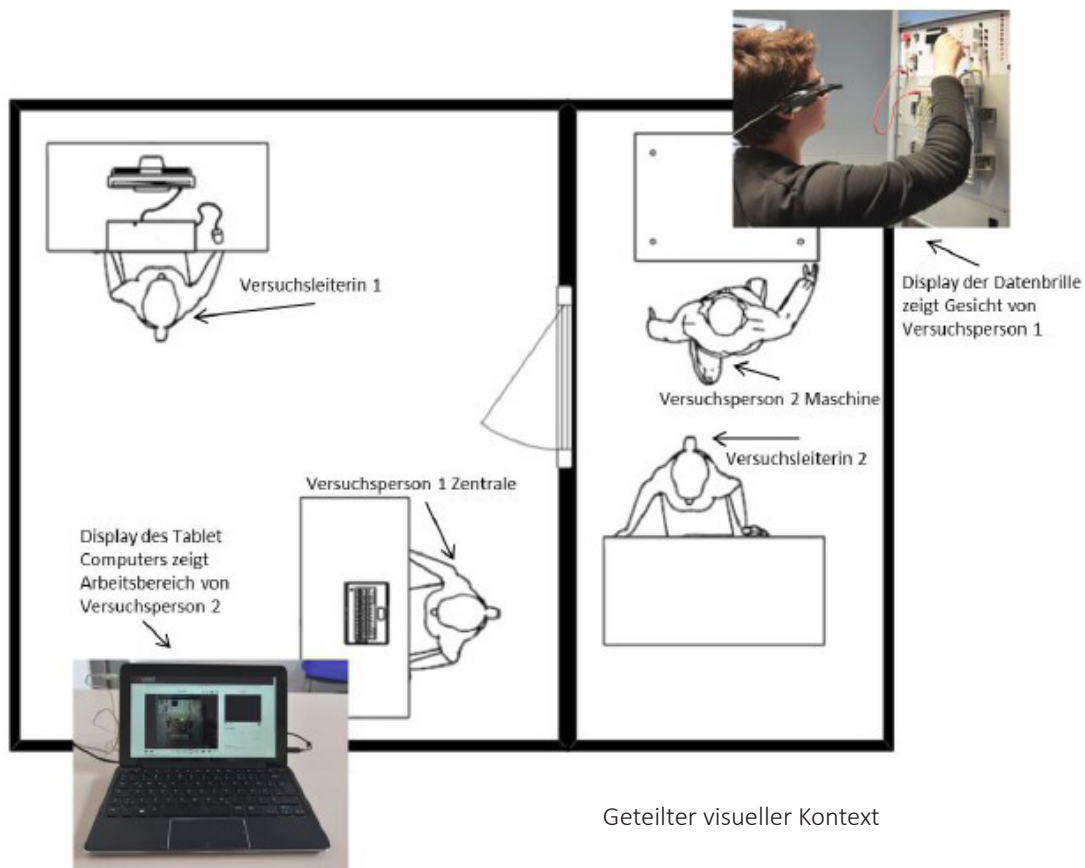 Versuchsleiterin 1
Display der Datenbrille
zeigt Gesicht von
Versuchsperson 1
Versuchsperson 2 Maschine
Versuchsleiterin 2
Versuchsperson 1 Zentrale
Display des Tablet
Computers zeigt
Arbeitsbereich von
Versuchsperson 2
Geteilter visueller Kontext